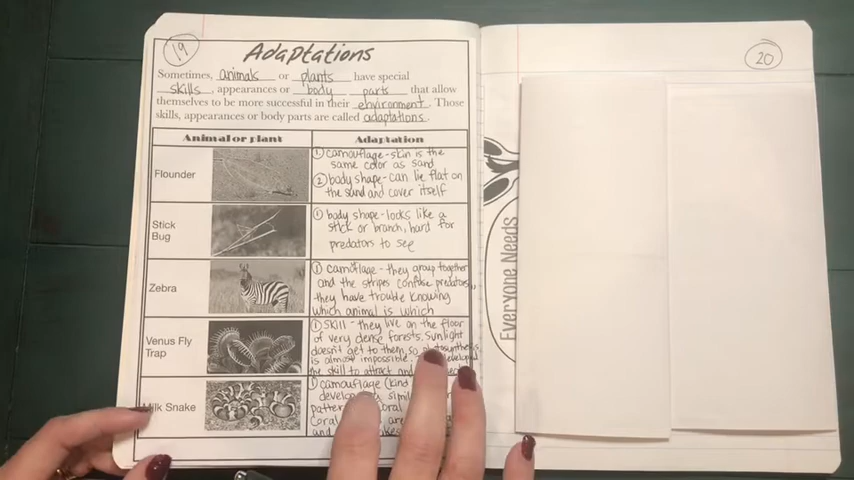 19
Adaptations
Sometimes, animals or plants have special
skills, appearances or body parts that allow
themselves to be more successful in their environment. Those
skills, appearances or body parts are called adaptations.
Animal or plant Adaptation
Flounder
① camouflage - skin is the
same color as sand
② body shape - can lie flat on
the sand and cover itself
Stick
Bug
① body shape - looks like a
stick or branch, hard for
predators to see
Zebra
① camouflage - they group together
and the stripes confuse predators,
they have trouble knowing
which animal is which
Venus Fly
Trap
① Skill - they live on the floor
of very dense forests. Sunlight
doesn't get to them, so photosynthesis
is almost impossible.
the skill to attract and
Milk Snake
① camouflage (kind
Coral are
and
20
Everyone Needs